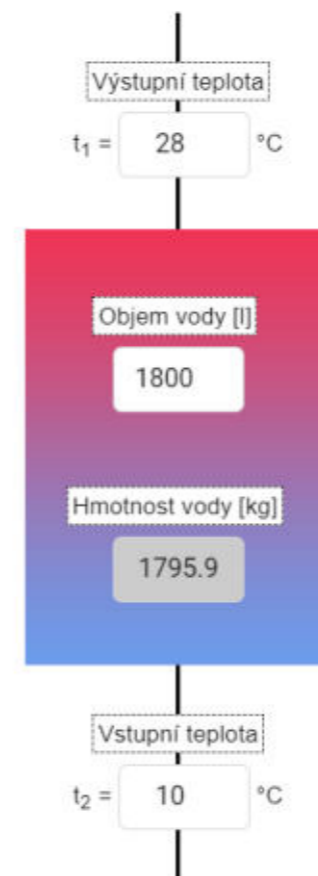 Výstupní teplota
t₁ = 28 °C
Objem vody [l]
1800
Hmotnost vody [kg]
1795.9
Vstupní teplota
t₂ = 10 °C